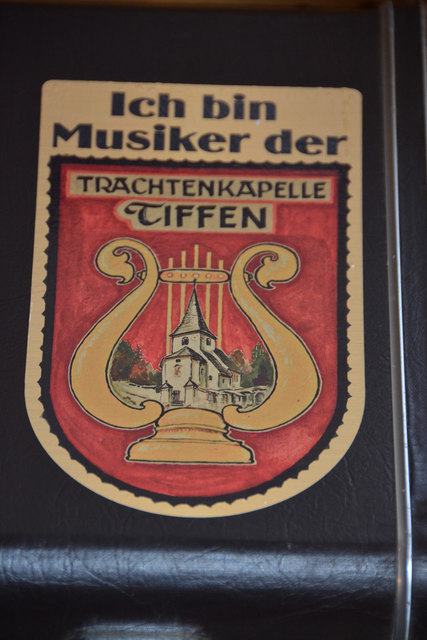 Ich bin
Musiker der
TRACHTENKAPELLE
TIFFEN